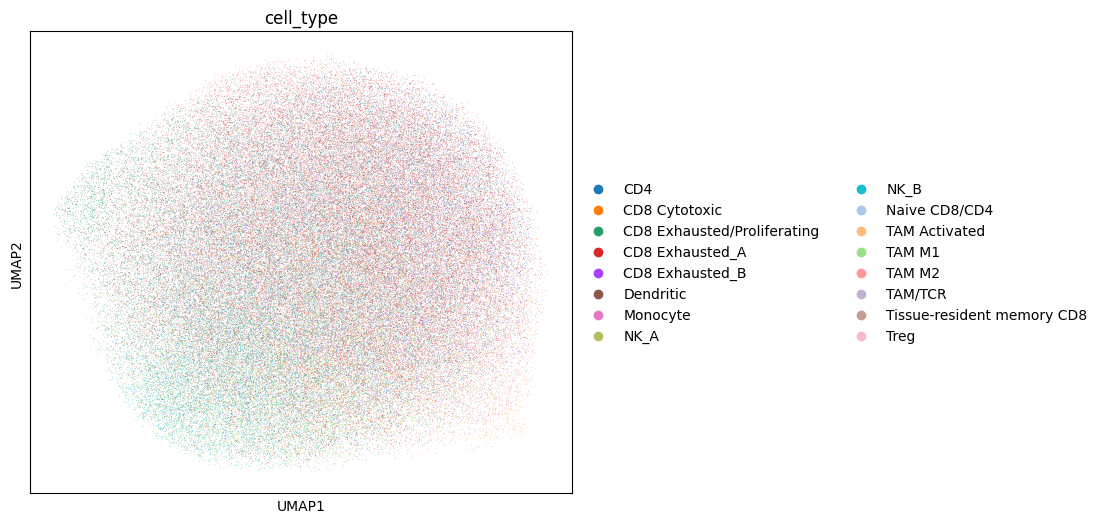 cell_type
UMAP2
UMAP1
CD4
CD8 Cytotoxic
CD8 Exhausted/Proliferating
CD8 Exhausted_A
CD8 Exhausted_B
Dendritic
Monocyte
NK_A
NK_B
Naive CD8/CD4
TAM Activated
TAM M1
TAM M2
TAM/TCR
Tissue-resident memory CD8
Treg